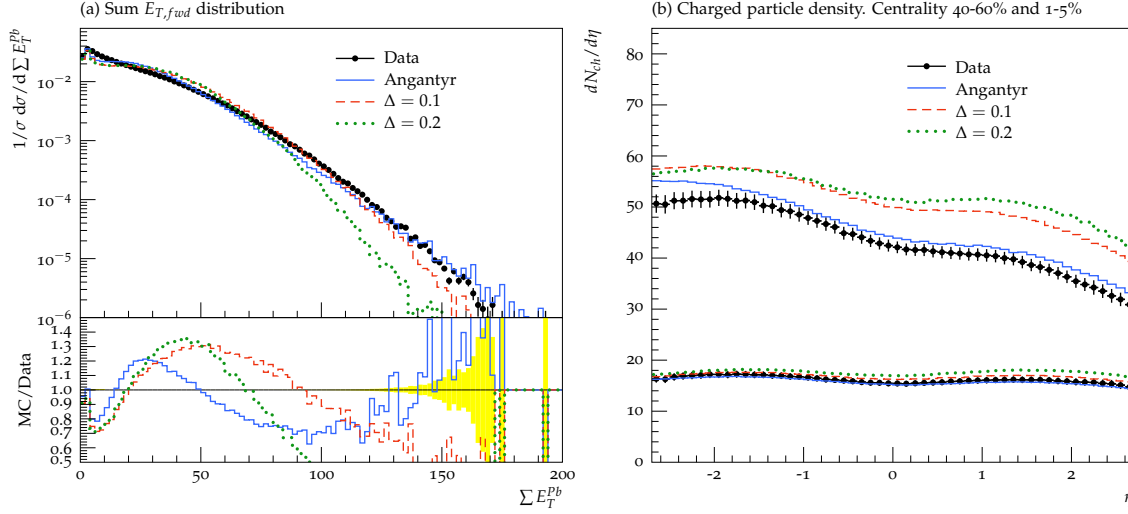 (a) Sum E_{T,fwd} distribution
1/σ dσ/d∑E_T^{Pb}
10^{-2}
10^{-3}
10^{-4}
10^{-5}
10^{-6}
Data
Angantyr
Δ = 0.1
Δ = 0.2
MC/Data
1.4
1.3
1.2
1.1
1.0
0.9
0.8
0.7
0.6
0.5
0 50 100 150 200
∑ E_T^{Pb}
(b) Charged particle density. Centrality 40-60% and 1-5%
dN_{ch}/dη
80
70
60
50
40
30
20
10
0
Data
Angantyr
Δ = 0.1
Δ = 0.2
-2 -1 0 1 2